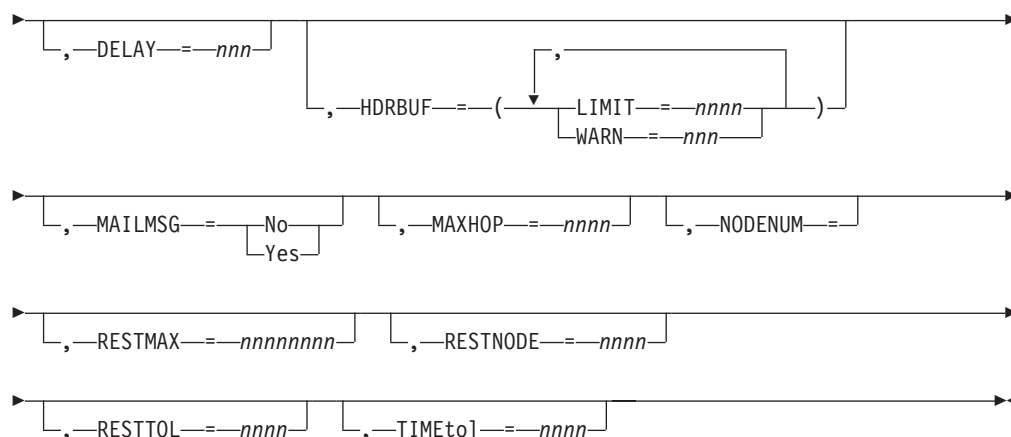 , DELAY = nnn
,
, HDRBUF = ( LIMIT = nnnn )
WARN = nnn
, MAILMSG = No , MAXHOP = nnnn , NODENUM =
Yes
, RESTMAX = nnnnnnnn , RESTNODE = nnnn
, RESTTOL = nnnn , TIMEtol = nnnn